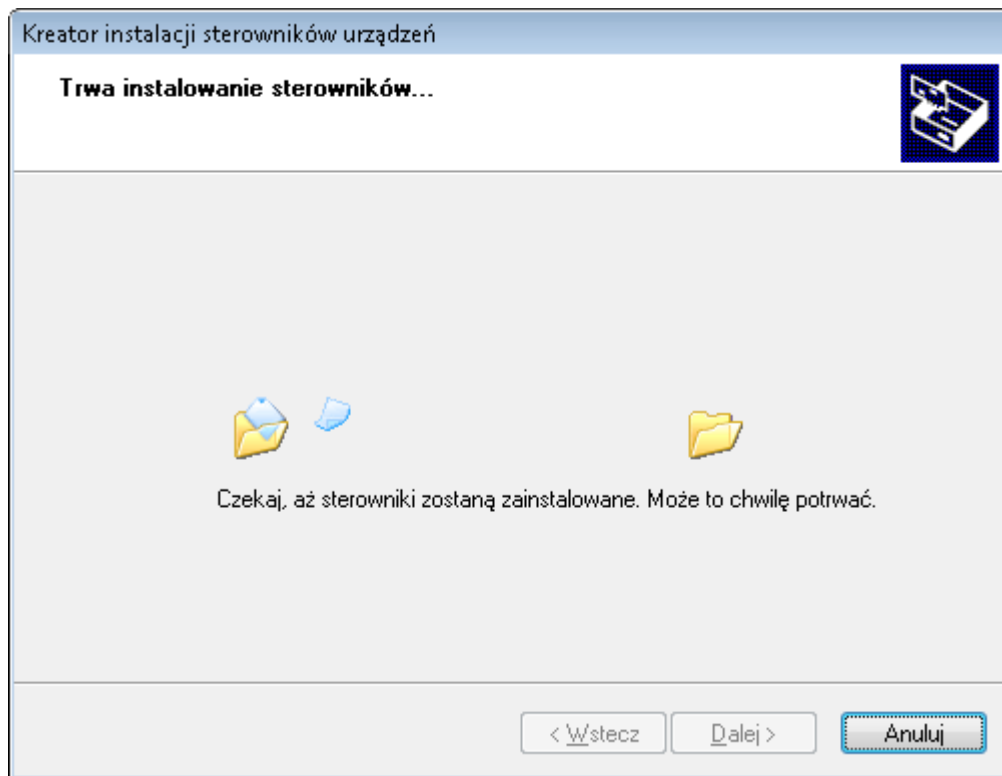 Kreator instalacji sterowników urządzeń
Trwa instalowanie sterowników...
Czekaj, aż sterowniki zostaną zainstalowane. Może to chwilę potrwać.
< Wstecz Dalej > Anuluj